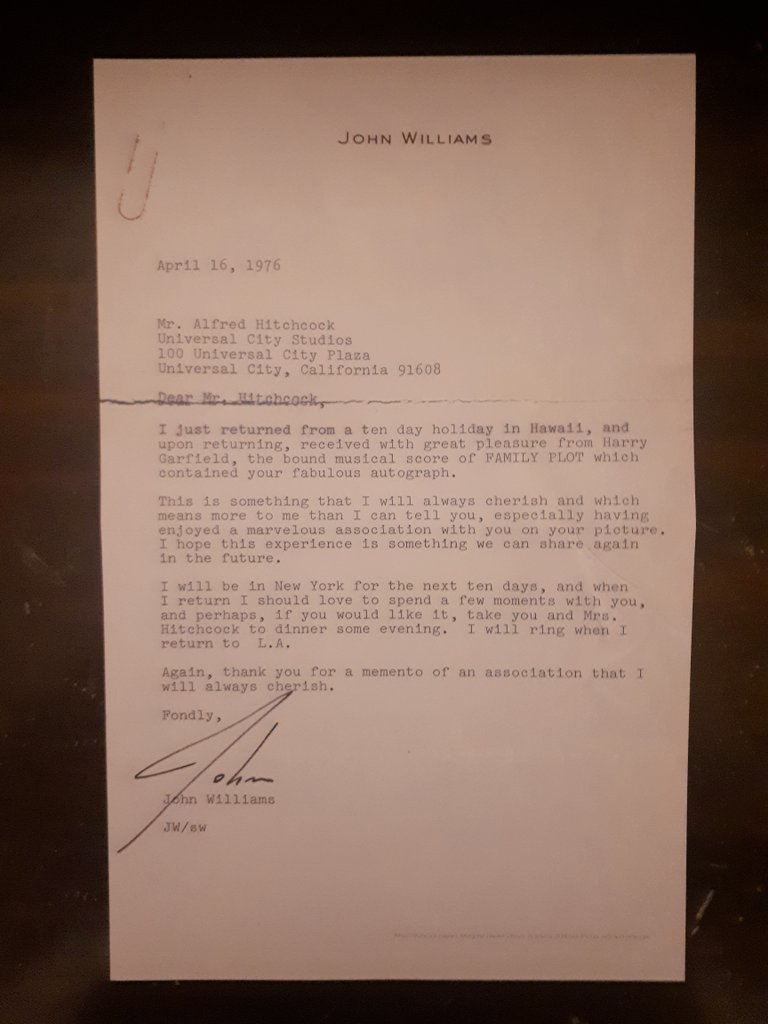 JOHN WILLIAMS
April 16, 1976
Mr. Alfred Hitchcock
Universal City Studios
100 Universal City Plaza
Universal City, California 91608
Dear Mr. Hitchcock,
I just returned from a ten day holiday in Hawaii, and
upon returning, received with great pleasure from Harry
Garfield, the bound musical score of FAMILY PLOT which
contained your fabulous autograph.
This is something that I will always cherish and which
means more to me than I can tell you, especially having
enjoyed a marvelous association with you on your picture.
I hope this experience is something we can share again
in the future.
I will be in New York for the next ten days, and when
I return I should love to spend a few moments with you,
and perhaps, if you would like it, take you and Mrs.
Hitchcock to dinner some evening.  I will ring when I
return to  L.A.
Again, thank you for a memento of an association that I
will always cherish.
Fondly,
John
John Williams
JW/sw